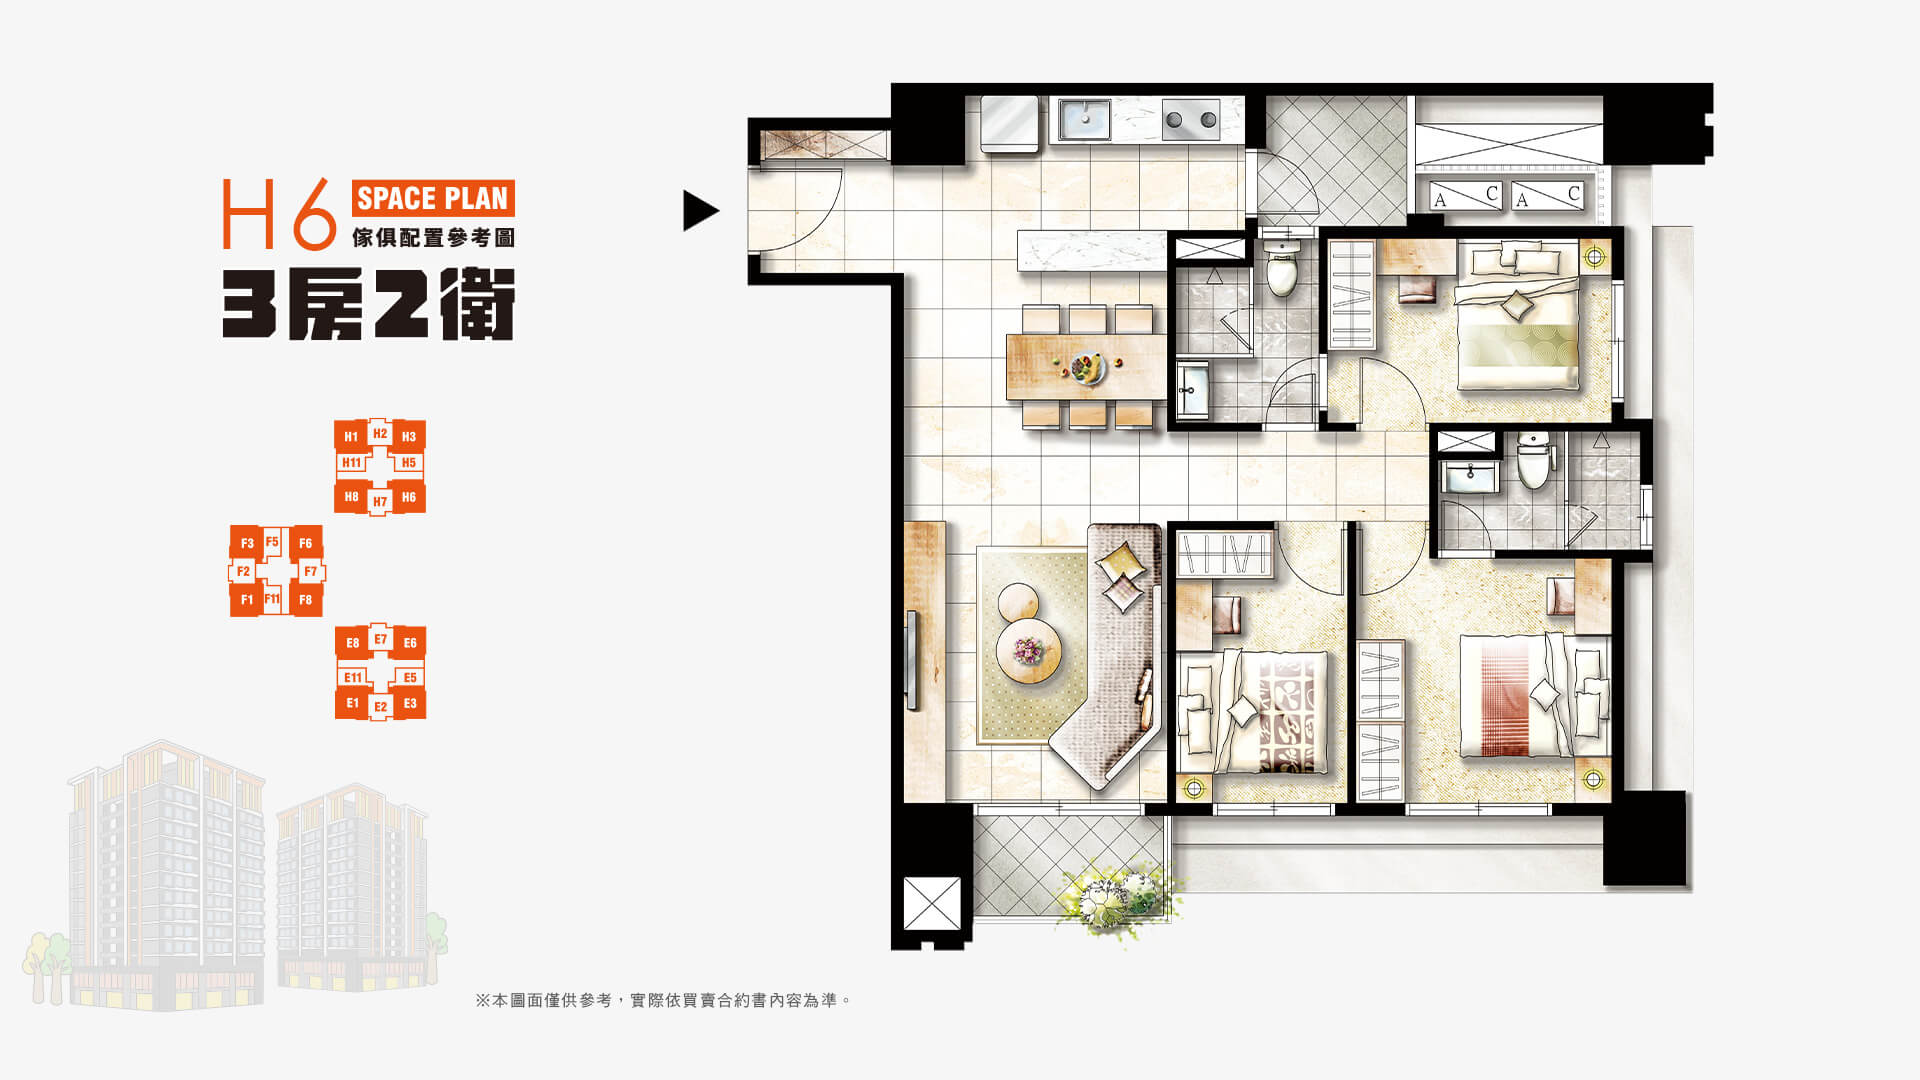 H6 SPACE PLAN
傢俱配置參考圖
3房2衛
H1 H2 H3
H11 H5
H8 H7 H6
F3 F5 F6
F2 F7
F1 F11 F8
E8 E7 E6
E11 E5
E1 E2 E3
A C A C
※本圖面僅供參考，實際依買賣合約書內容為準。